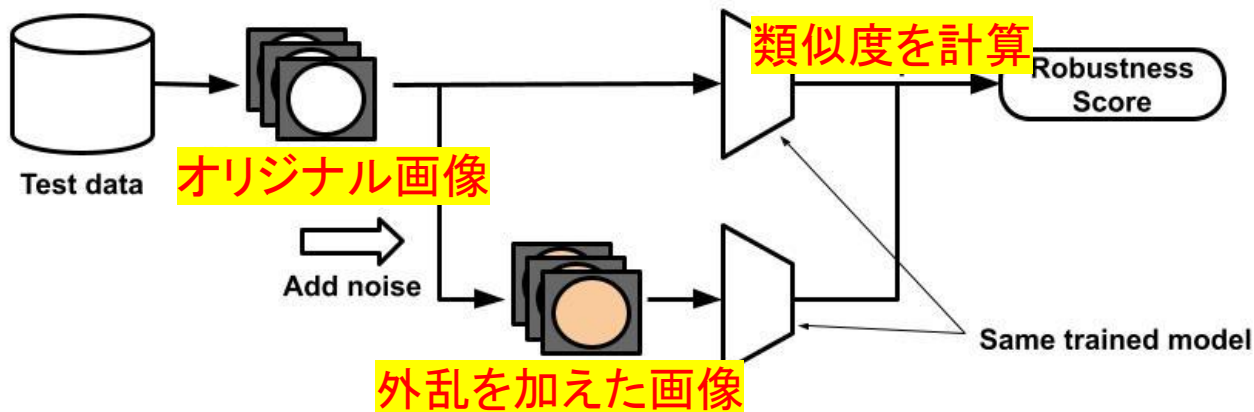 類似度を計算
Robustness
Score
Test data
オリジナル画像
Add noise
外乱を加えた画像
Same trained model